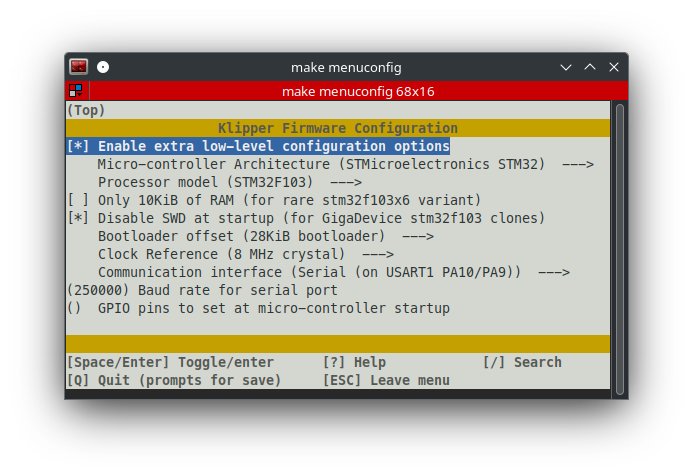 make menuconfig
make menuconfig 68x16
(Top)
Klipper Firmware Configuration
[*] Enable extra low-level configuration options
Micro-controller Architecture (STMicroelectronics STM32)  --->
Processor model (STM32F103)  --->
[ ] Only 10KiB of RAM (for rare stm32f103x6 variant)
[*] Disable SWD at startup (for GigaDevice stm32f103 clones)
Bootloader offset (28KiB bootloader)  --->
Clock Reference (8 MHz crystal)  --->
Communication interface (Serial (on USART1 PA10/PA9))  --->
(250000) Baud rate for serial port
()  GPIO pins to set at micro-controller startup
[Space/Enter] Toggle/enter [?] Help [/] Search
[Q] Quit (prompts for save) [ESC] Leave menu